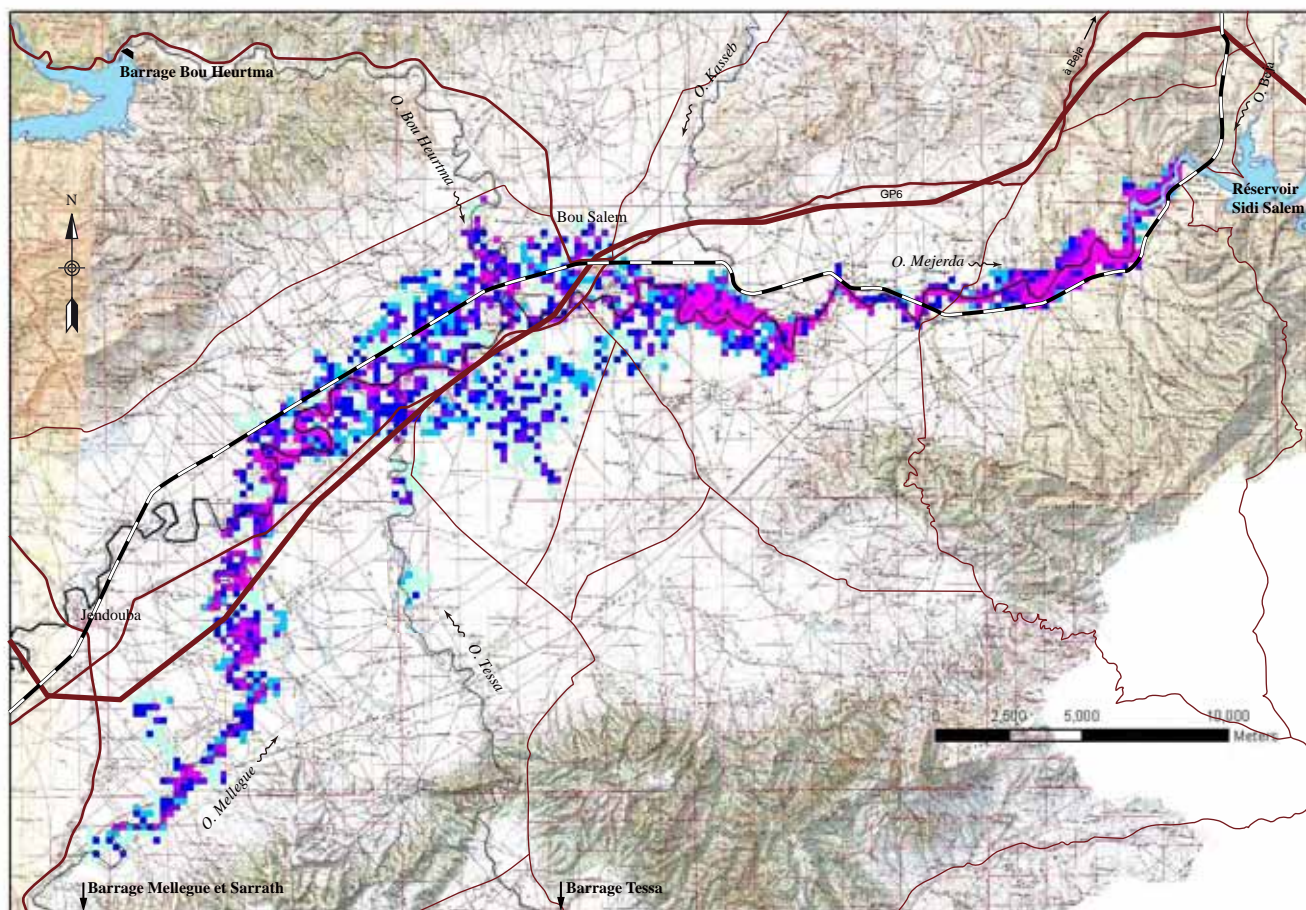 Barrage Bou Heurtma
O. Kasseb
à Beja
O. Beja
O. Bou Heurtma
N
GP6
Réservoir
Sidi Salem
Bou Salem
O. Mejerda
Jendouba
O. Tessa
0 2,500 5,000 10,000
Meters
O. Mellegue
Barrage Mellegue et Sarrath
Barrage Tessa